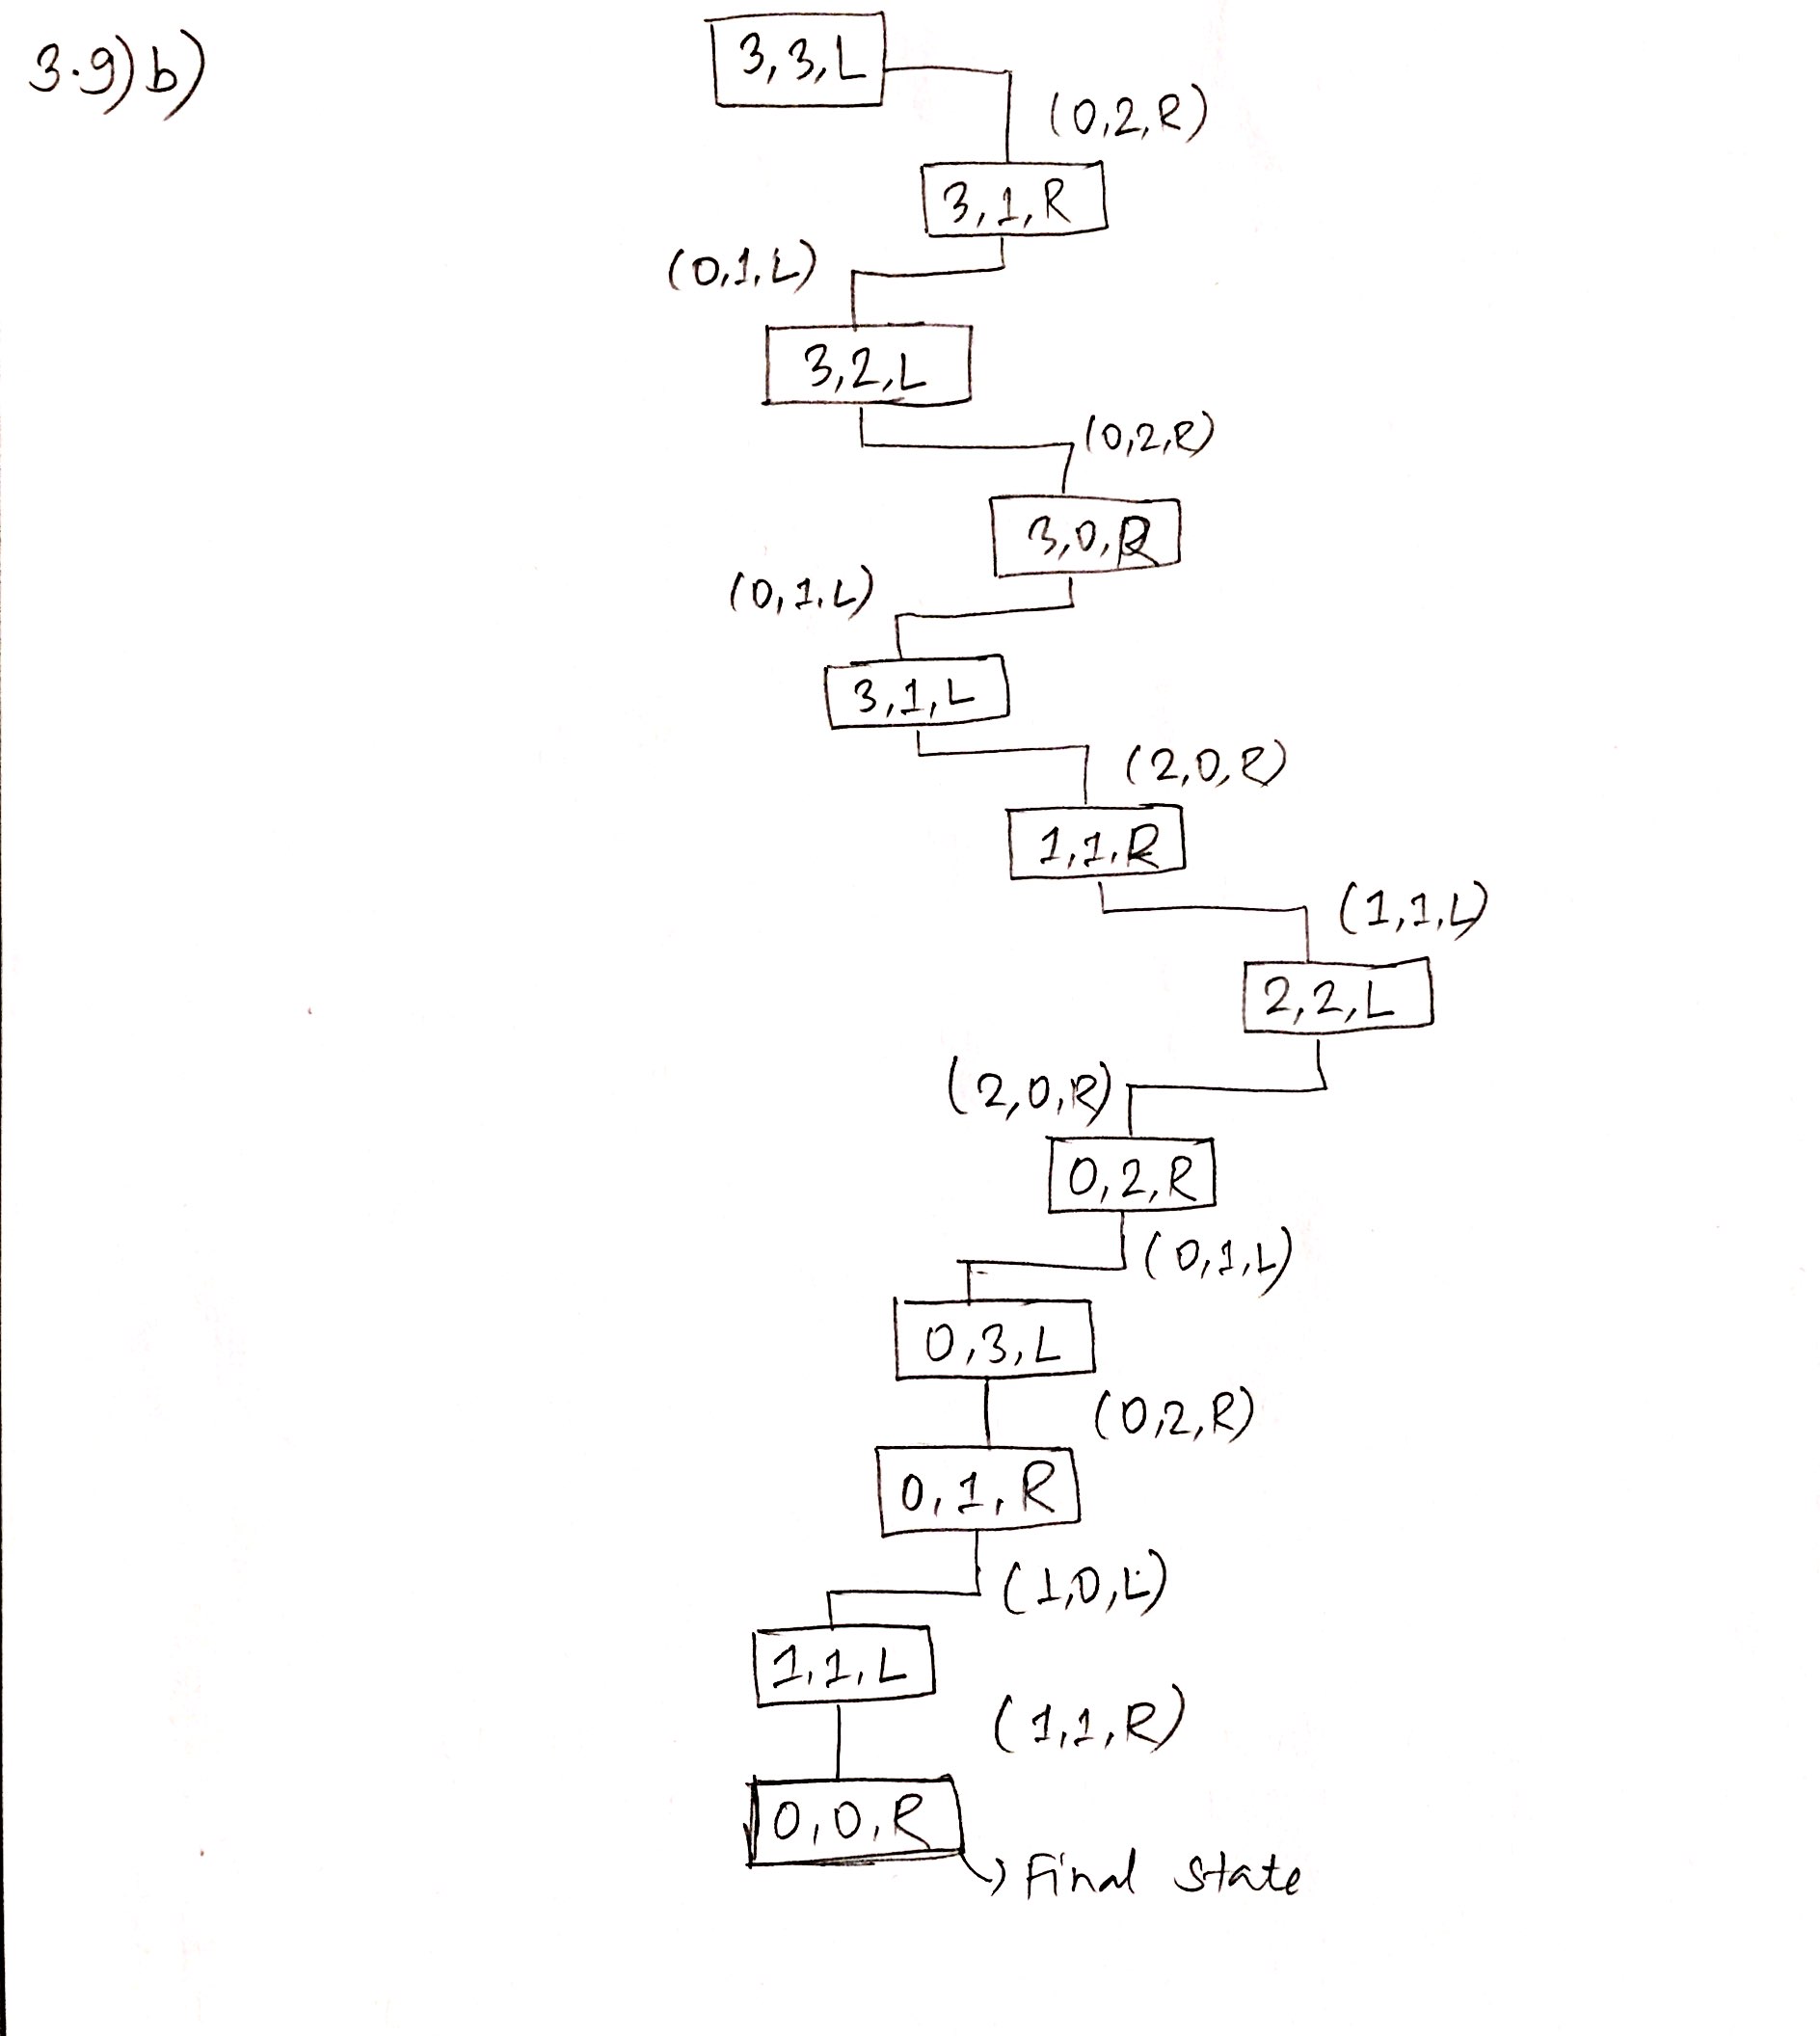 3.9) b)
3,3,L
(0,2,R)
3,1,R
(0,1,L)
3,2,L
(0,2,R)
3,0,R
(0,1,L)
3,1,L
(2,0,R)
1,1,R
(1,1,L)
2,2,L
(2,0,R)
0,2,R
(0,1,L)
0,3,L
(0,2,R)
0,1,R
(1,0,L)
1,1,L
(1,1,R)
0,0,R
Final State